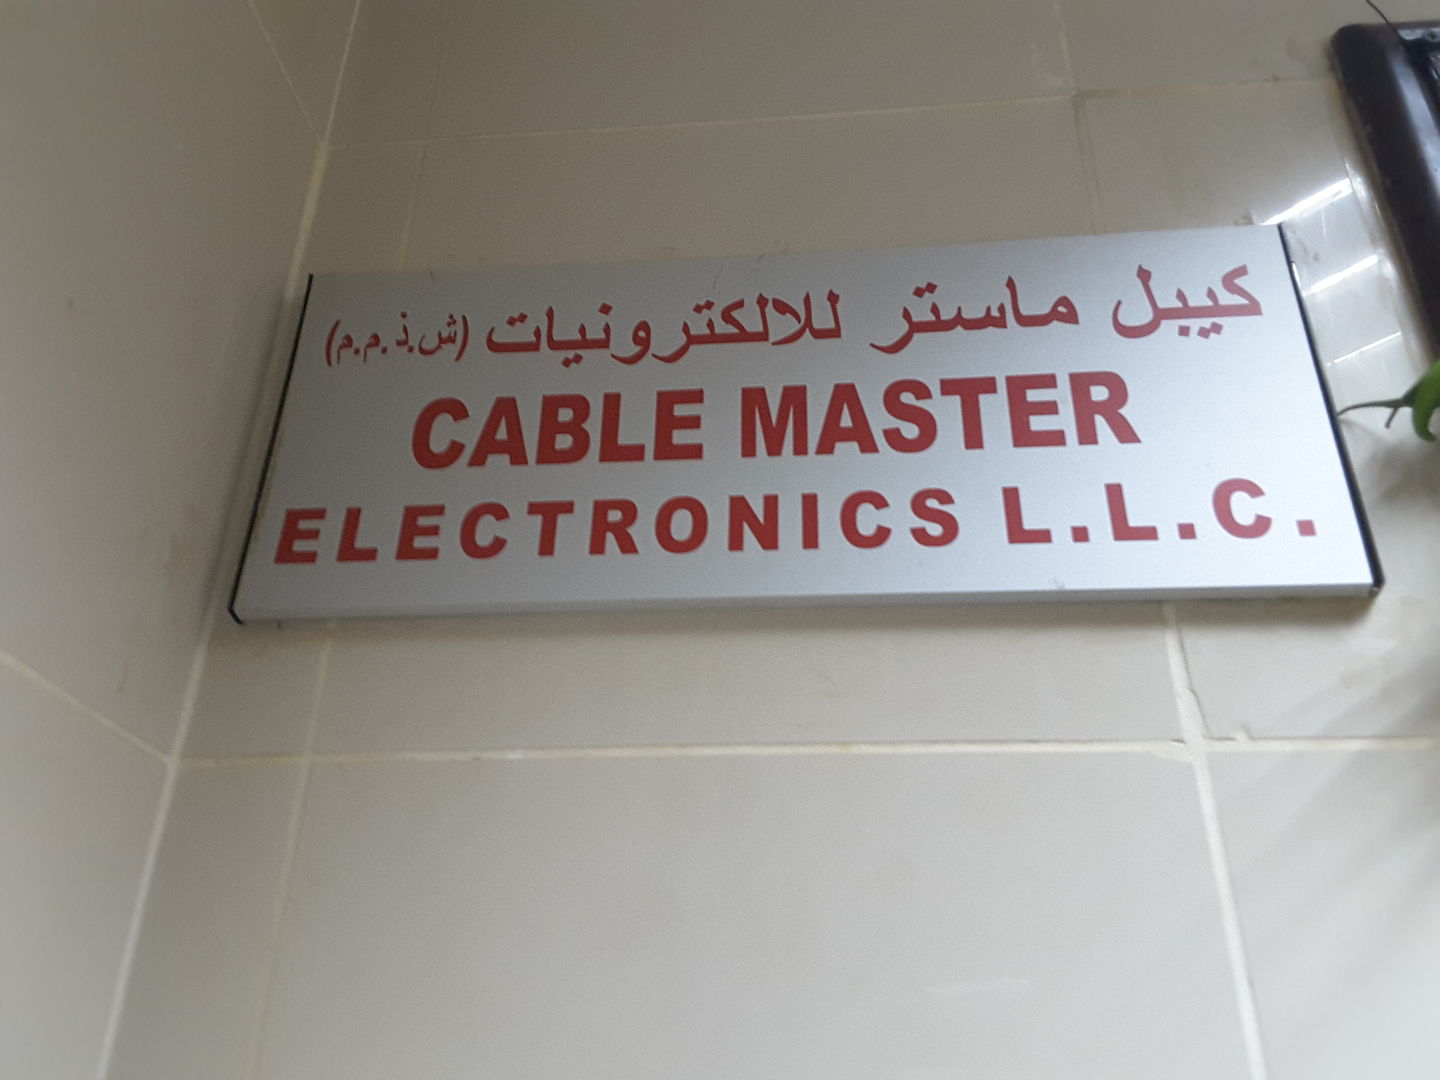 كيبل ماستر للالكترونيات (ش.ذ.م.م)
CABLE MASTER
ELECTRONICS L.L.C.